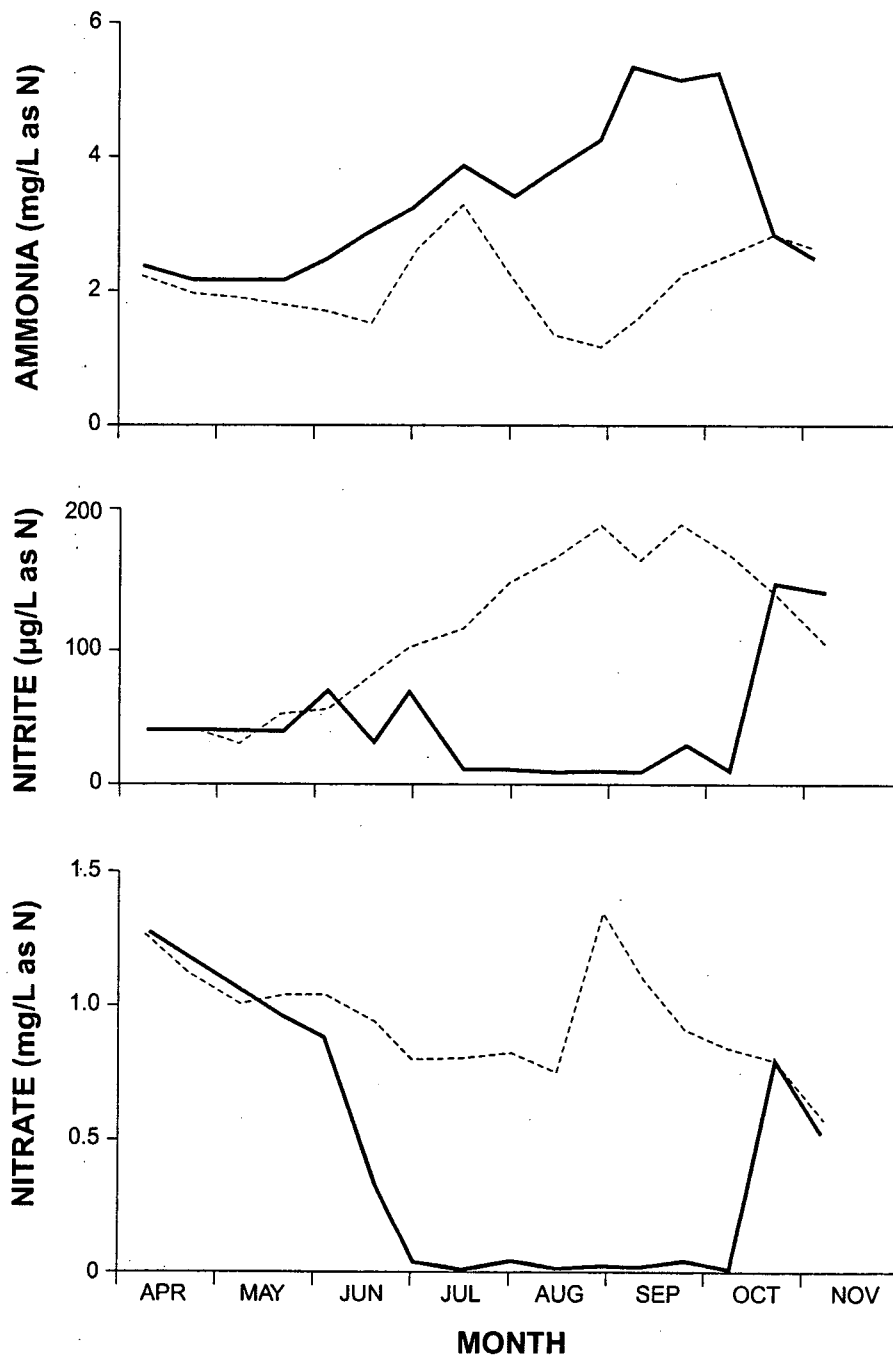 AMMONIA (mg/L as N)
6
4
2
0
NITRITE (µg/L as N)
200
100
0
NITRATE (mg/L as N)
1.5
1.0
0.5
0
APR MAY JUN JUL AUG SEP OCT NOV
MONTH